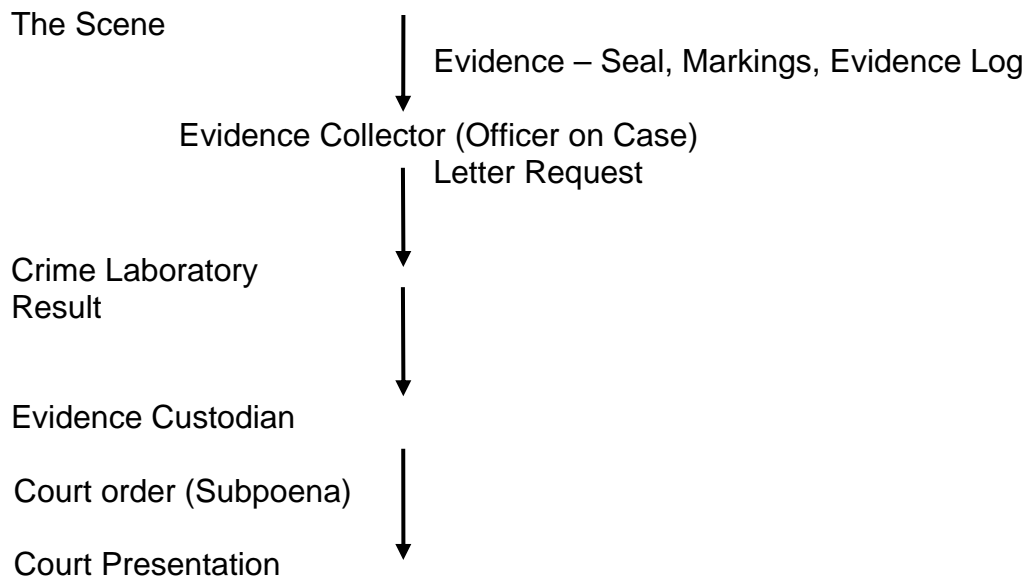 The Scene
Evidence – Seal, Markings, Evidence Log
Evidence Collector (Officer on Case)
Letter Request
Crime Laboratory
Result
Evidence Custodian
Court order (Subpoena)
Court Presentation